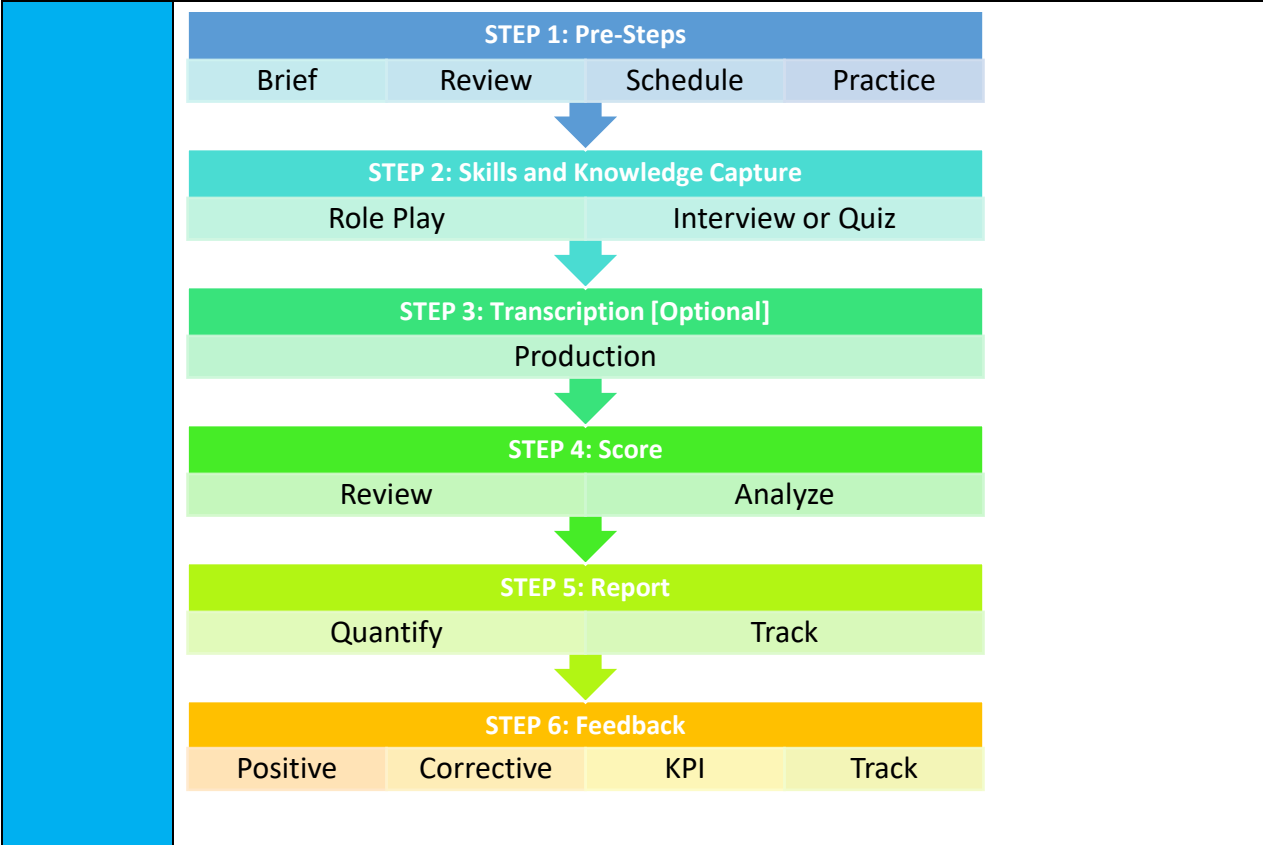 STEP 1: Pre-Steps
Brief Review Schedule Practice
STEP 2: Skills and Knowledge Capture
Role Play Interview or Quiz
STEP 3: Transcription [Optional]
Production
STEP 4: Score
Review Analyze
STEP 5: Report
Quantify Track
STEP 6: Feedback
Positive Corrective KPI Track